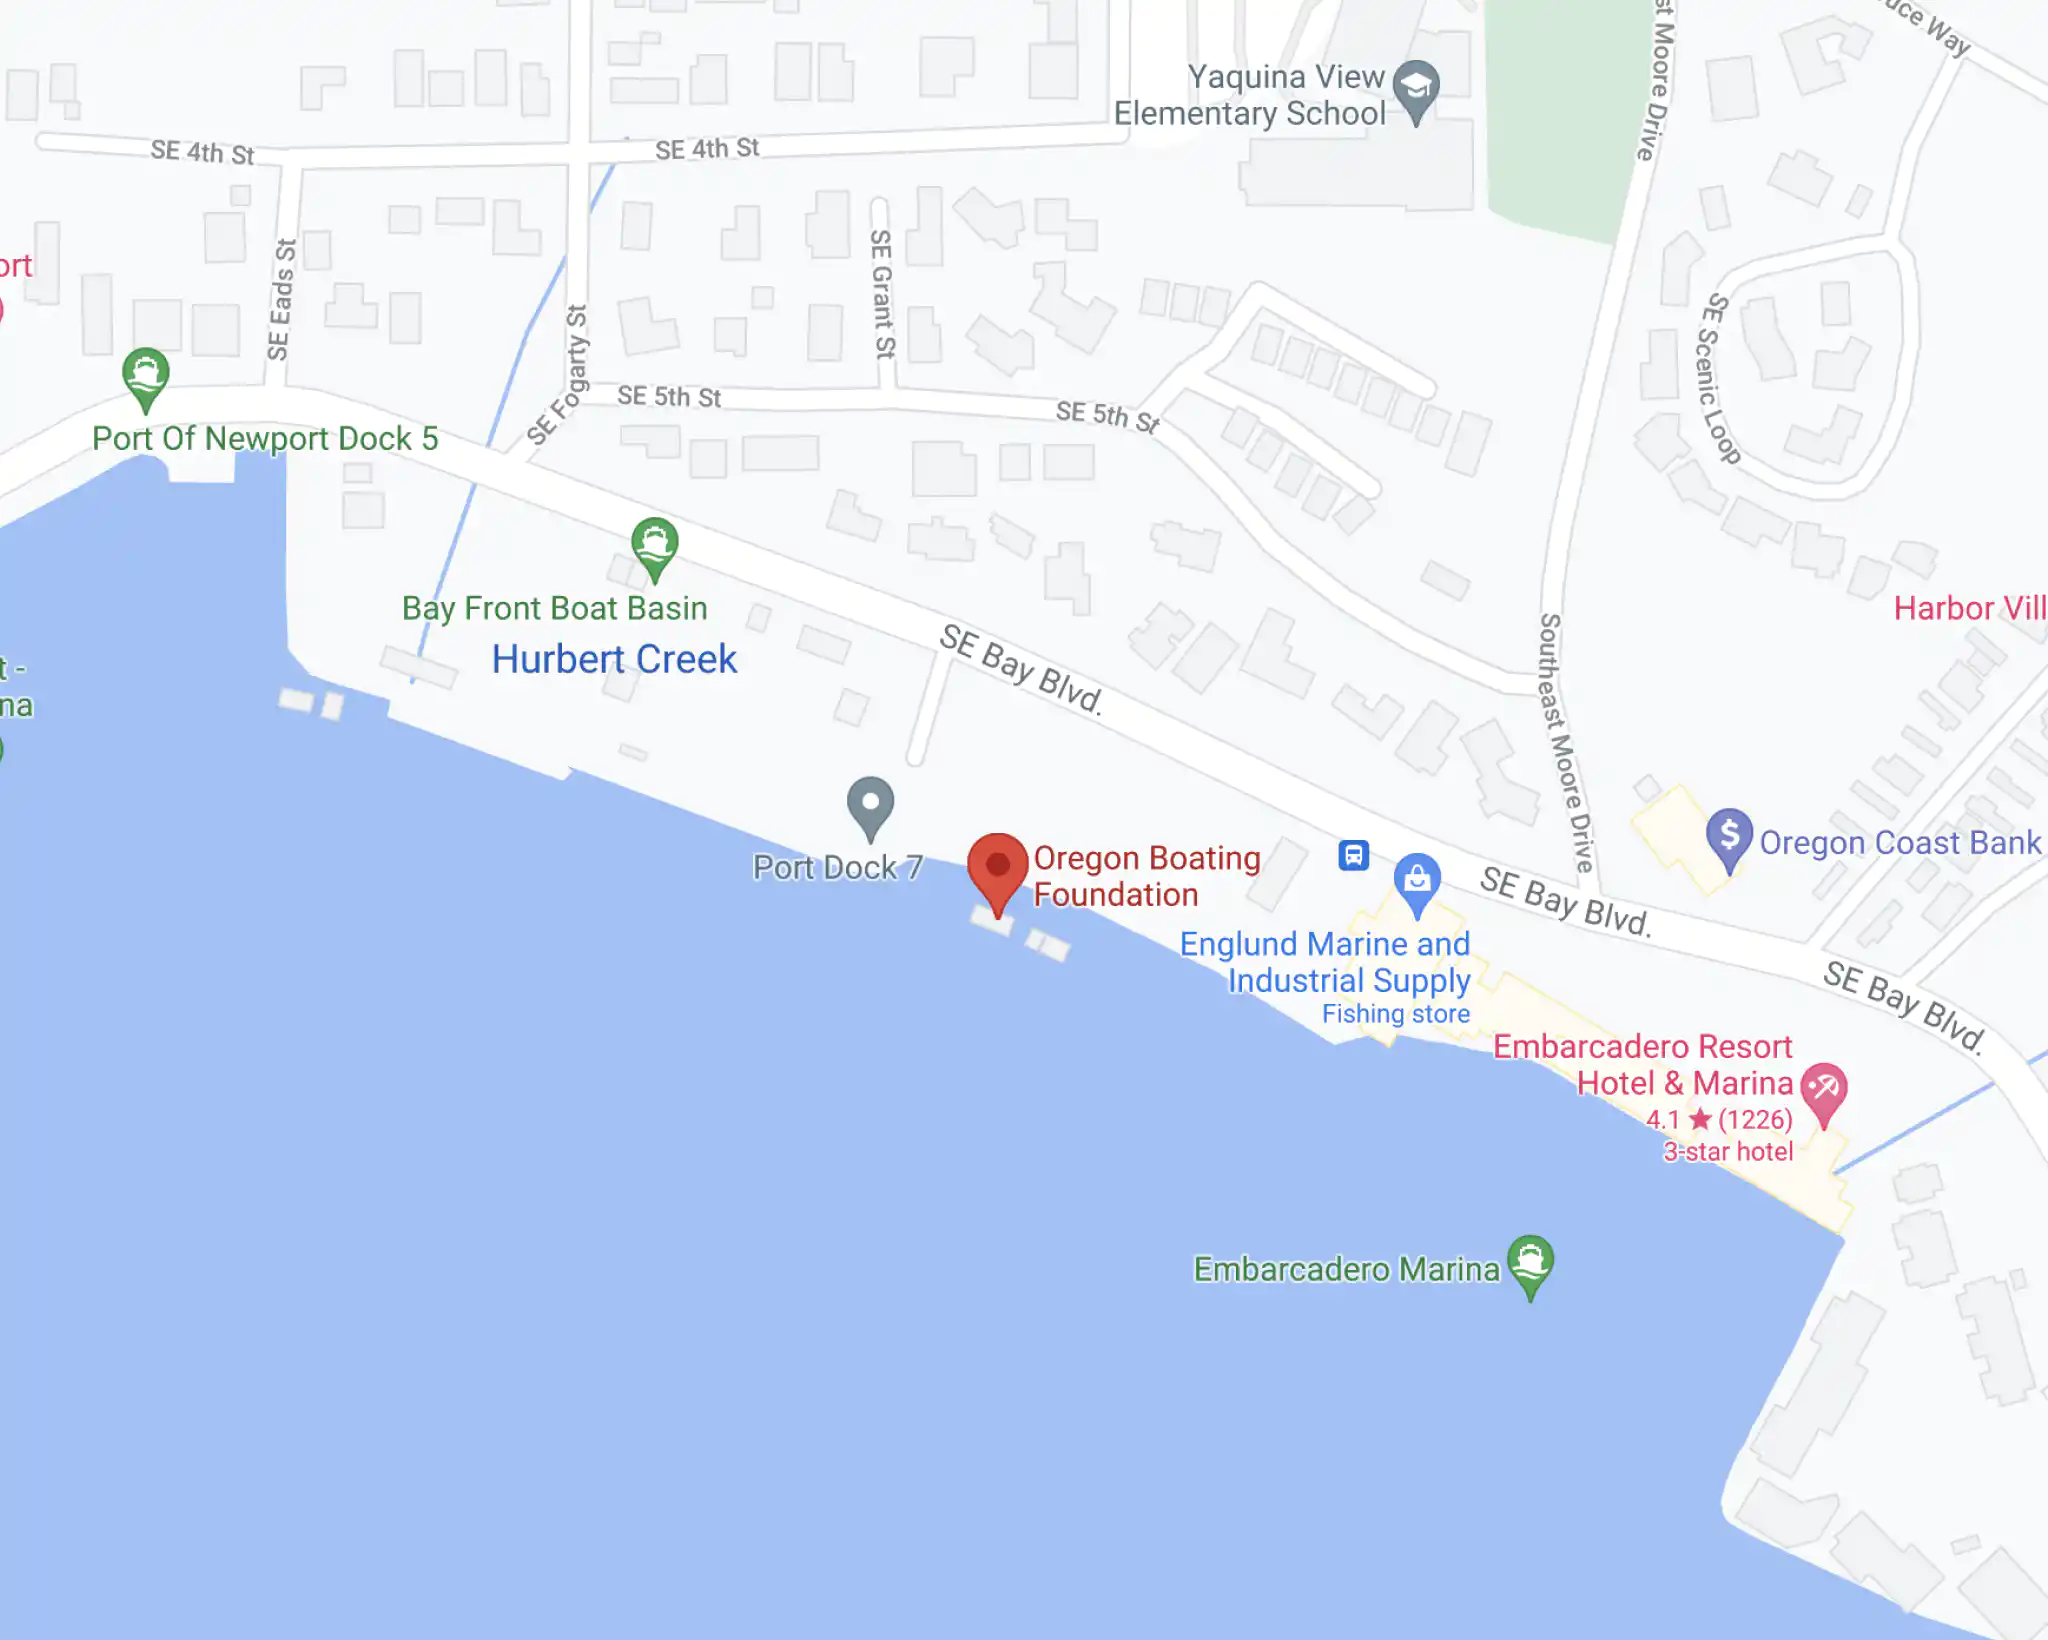 uce Way
st Moore Drive
Yaquina View
Elementary School
SE 4th St
SE 4th St
SE Eads St
SE Grant St
ort
SE Fogarty St
SE Scenic Loop
SE 5th St
SE 5th St
Port Of Newport Dock 5
Bay Front Boat Basin
Harbor Vill
Hurbert Creek
SE Bay Blvd.
Southeast Moore Drive
t -
na
Oregon Coast Bank
Port Dock 7
Oregon Boating
Foundation
SE Bay Blvd.
Englund Marine and
Industrial Supply
Fishing store
SE Bay Blvd.
Embarcadero Resort
Hotel & Marina
4.1 ★ (1226)
3-star hotel
Embarcadero Marina